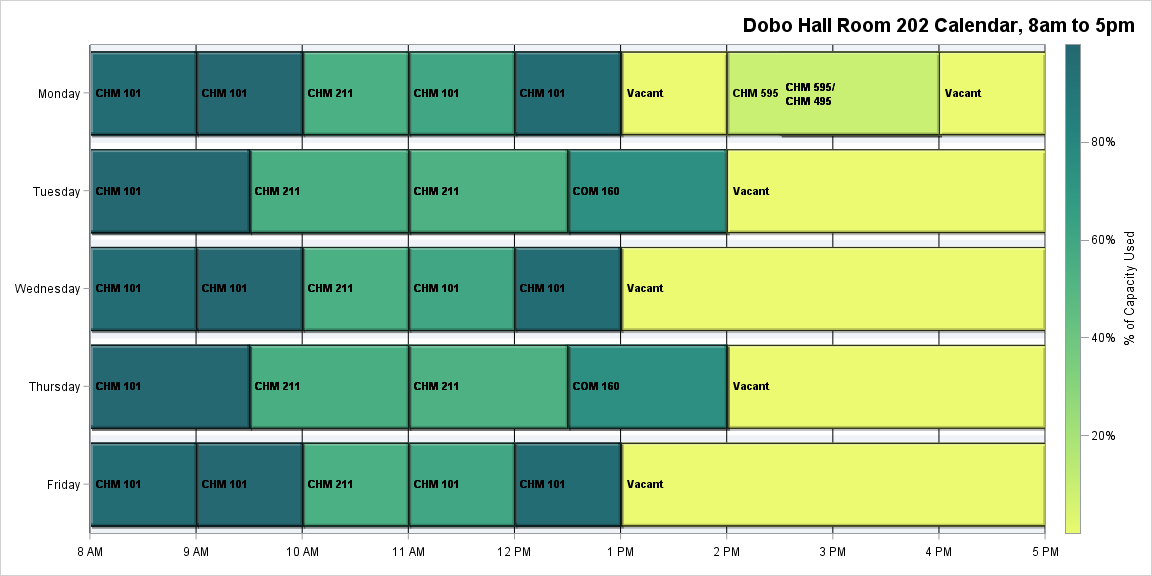 Dobo Hall Room 202 Calendar, 8am to 5pm
Monday
CHM 101
CHM 101
CHM 211
CHM 101
CHM 101
Vacant
CHM 595
CHM 595/
CHM 495
Vacant
Tuesday
CHM 101
CHM 211
CHM 211
COM 160
Vacant
Wednesday
CHM 101
CHM 101
CHM 211
CHM 101
CHM 101
Vacant
Thursday
CHM 101
CHM 211
CHM 211
COM 160
Vacant
Friday
CHM 101
CHM 101
CHM 211
CHM 101
CHM 101
Vacant
8 AM
9 AM
10 AM
11 AM
12 PM
1 PM
2 PM
3 PM
4 PM
5 PM
80%
60%
40%
20%
% of Capacity Used